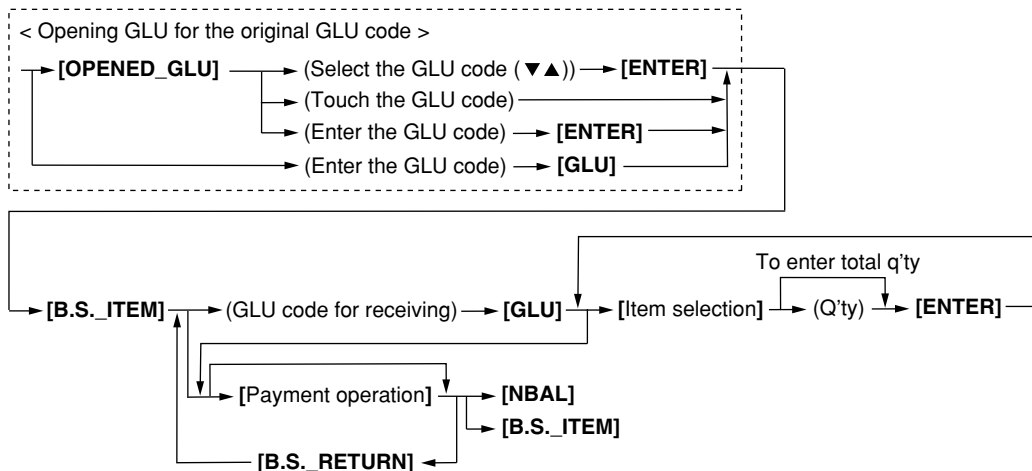 < Opening GLU for the original GLU code >
[OPENED_GLU] (Select the GLU code (▼▲)) [ENTER]
(Touch the GLU code)
(Enter the GLU code) [ENTER]
(Enter the GLU code) [GLU]
To enter total q'ty
[B.S._ITEM] (GLU code for receiving) [GLU] [Item selection] (Q'ty) [ENTER]
[Payment operation] [NBAL]
[B.S._ITEM]
[B.S._RETURN]